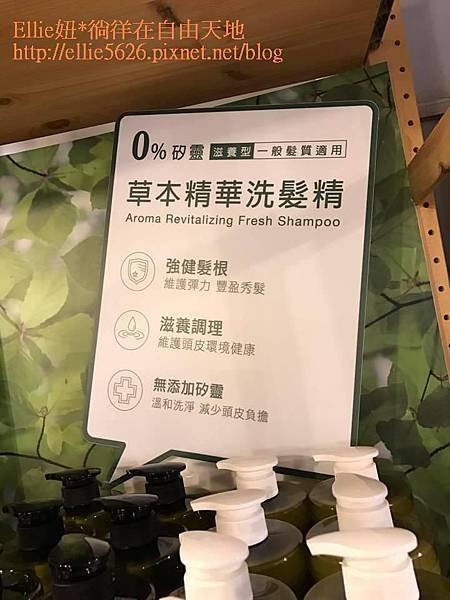 Ellie妞*徜徉在自由天地
http://ellie5626.pixnet.net/blog
0%矽靈 滋養型 一般髮質適用
草本精華洗髮精
Aroma Revitalizing Fresh Shampoo
強健髮根
維護彈力 豐盈秀髮
滋養調理
維護頭皮環境健康
無添加矽靈
溫和洗淨 減少頭皮負擔